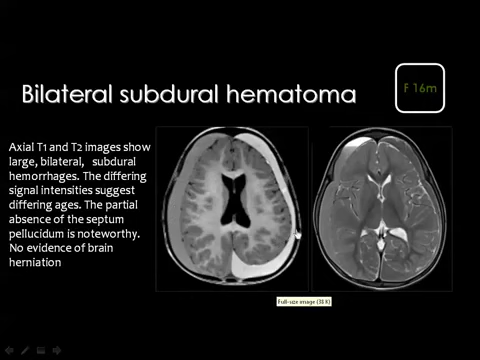 F 16m
Bilateral subdural hematoma
Axial T1 and T2 images show
large, bilateral, subdural
hemorrhages. The differing
signal intensities suggest
differing ages. The partial
absence of the septum
pellucidum is noteworthy.
No evidence of brain
herniation
Full-size image (38 K)